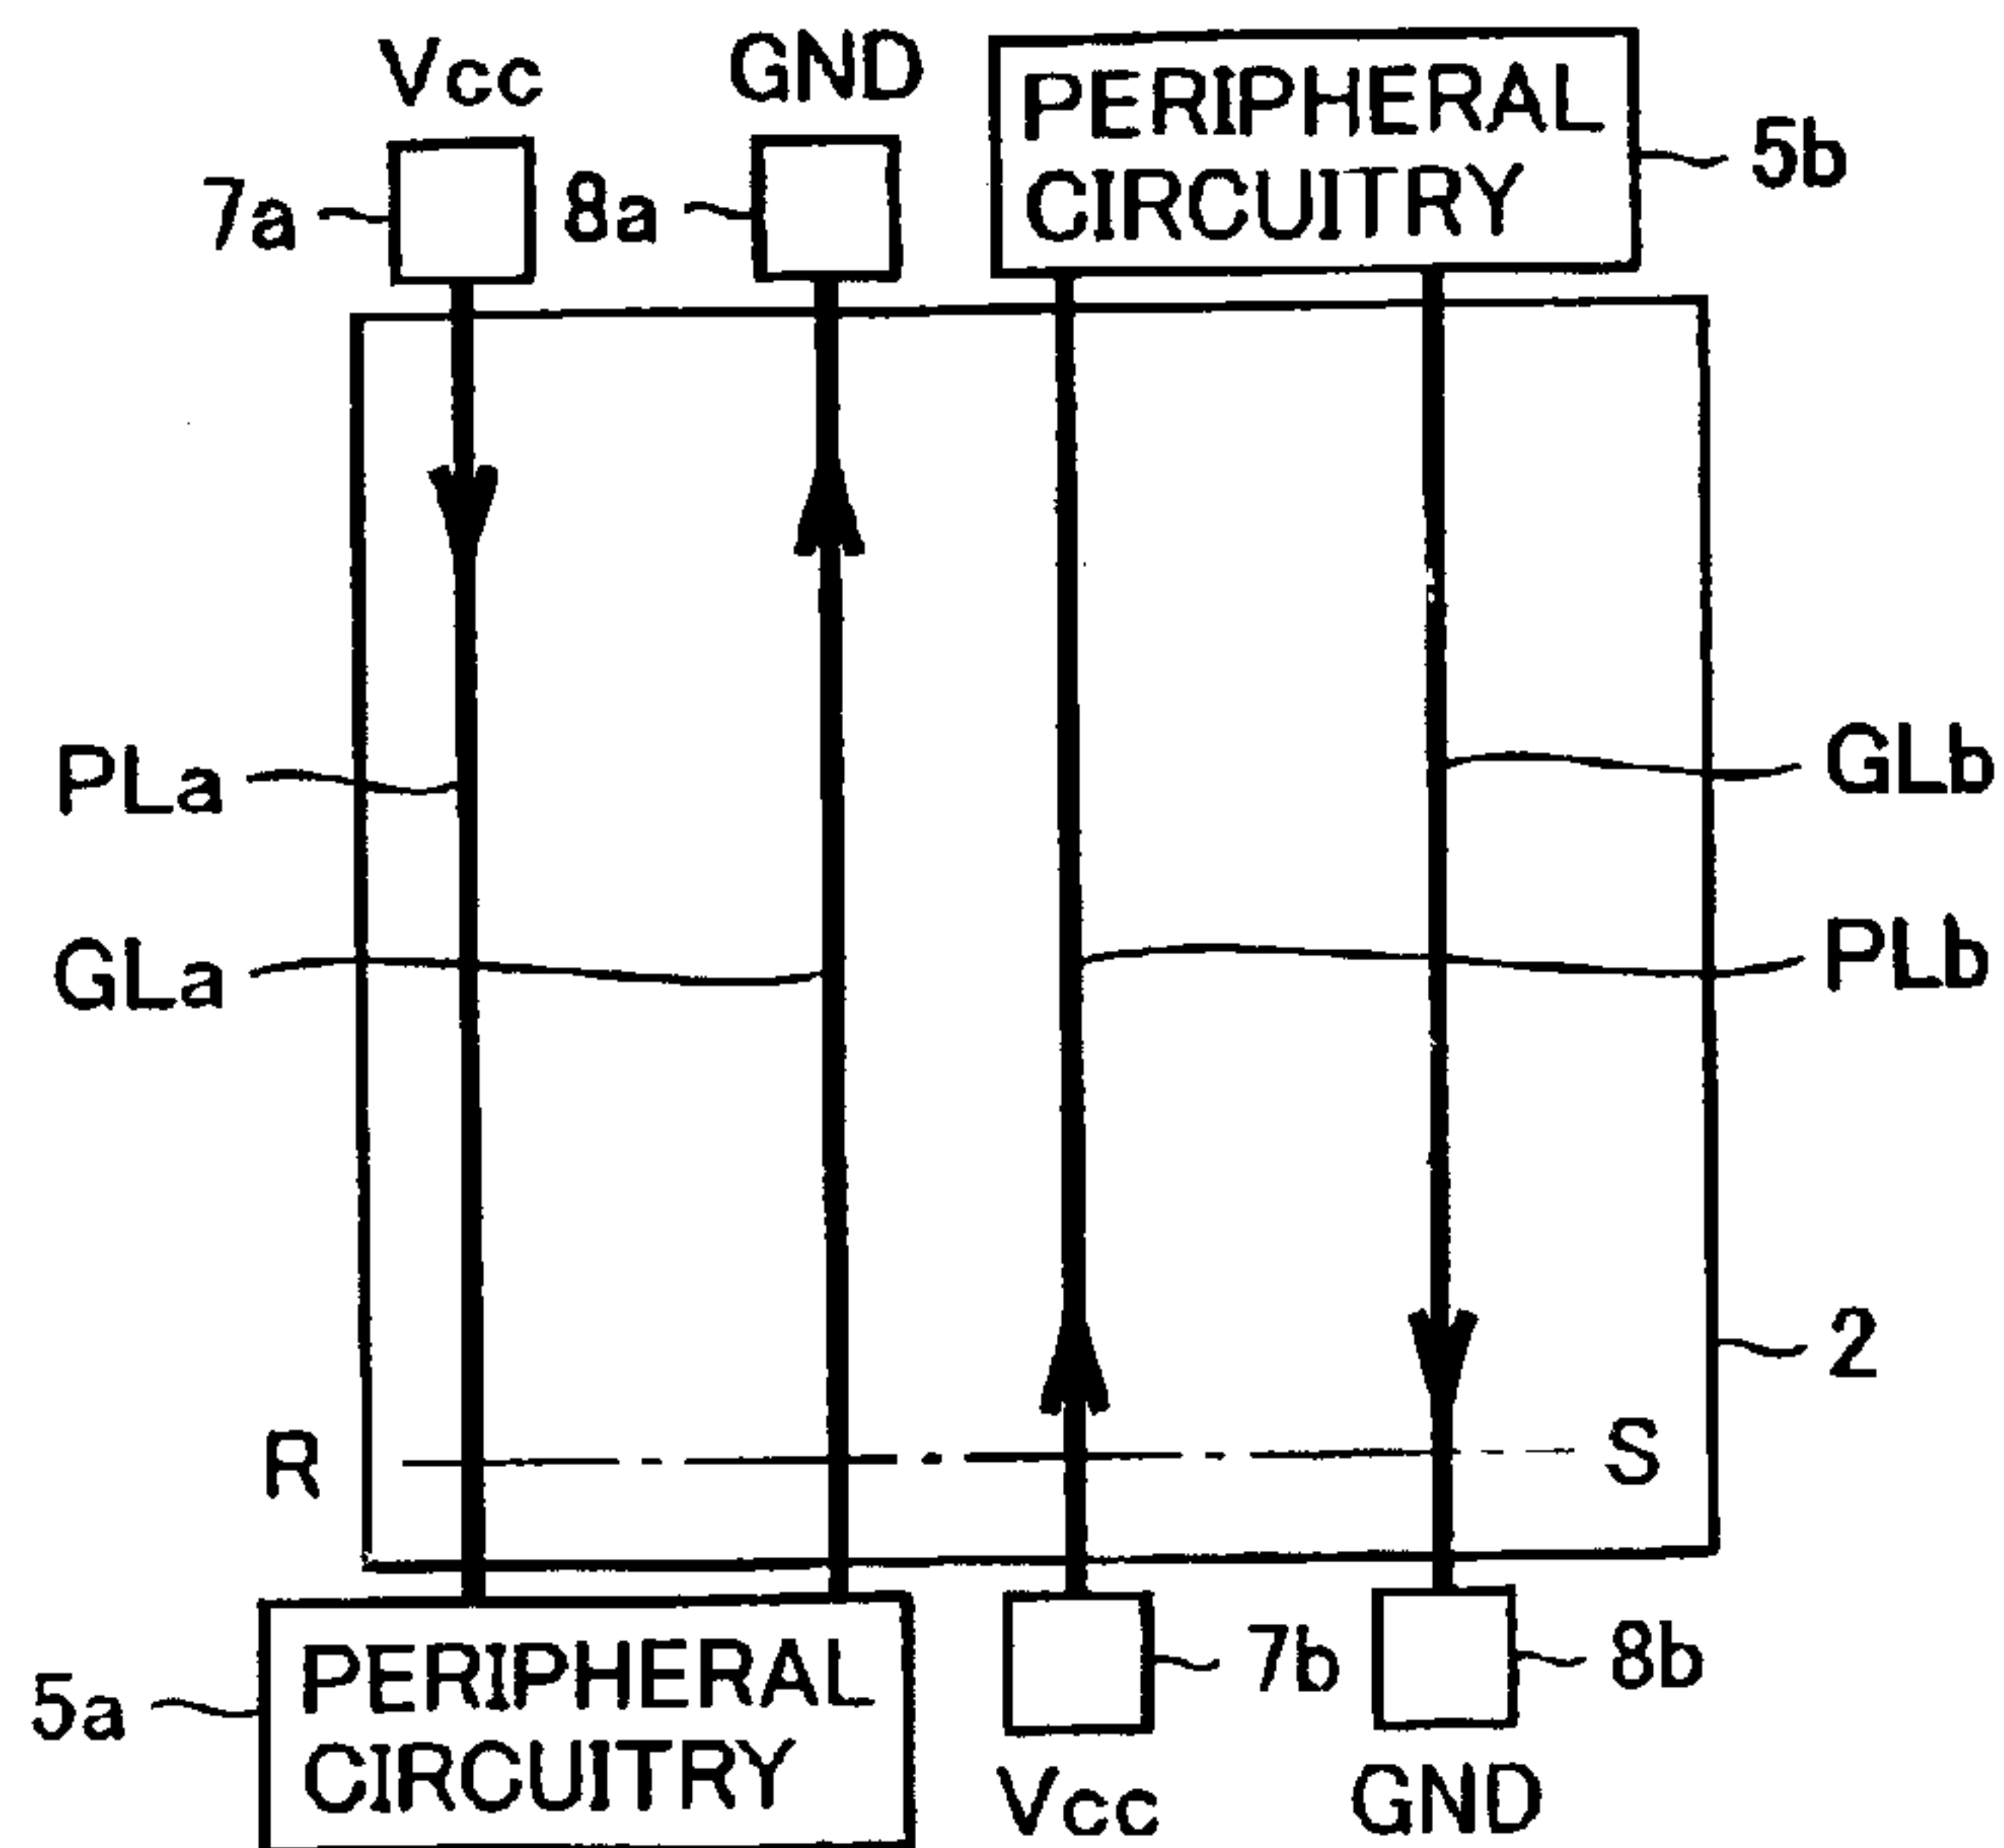 Vcc
GND
PERIPHERAL
CIRCUITRY
5b
7a
8a
PLa
GLb
GLa
PLb
2
R
S
5a
PERIPHERAL
CIRCUITRY
7b
8b
Vcc
GND